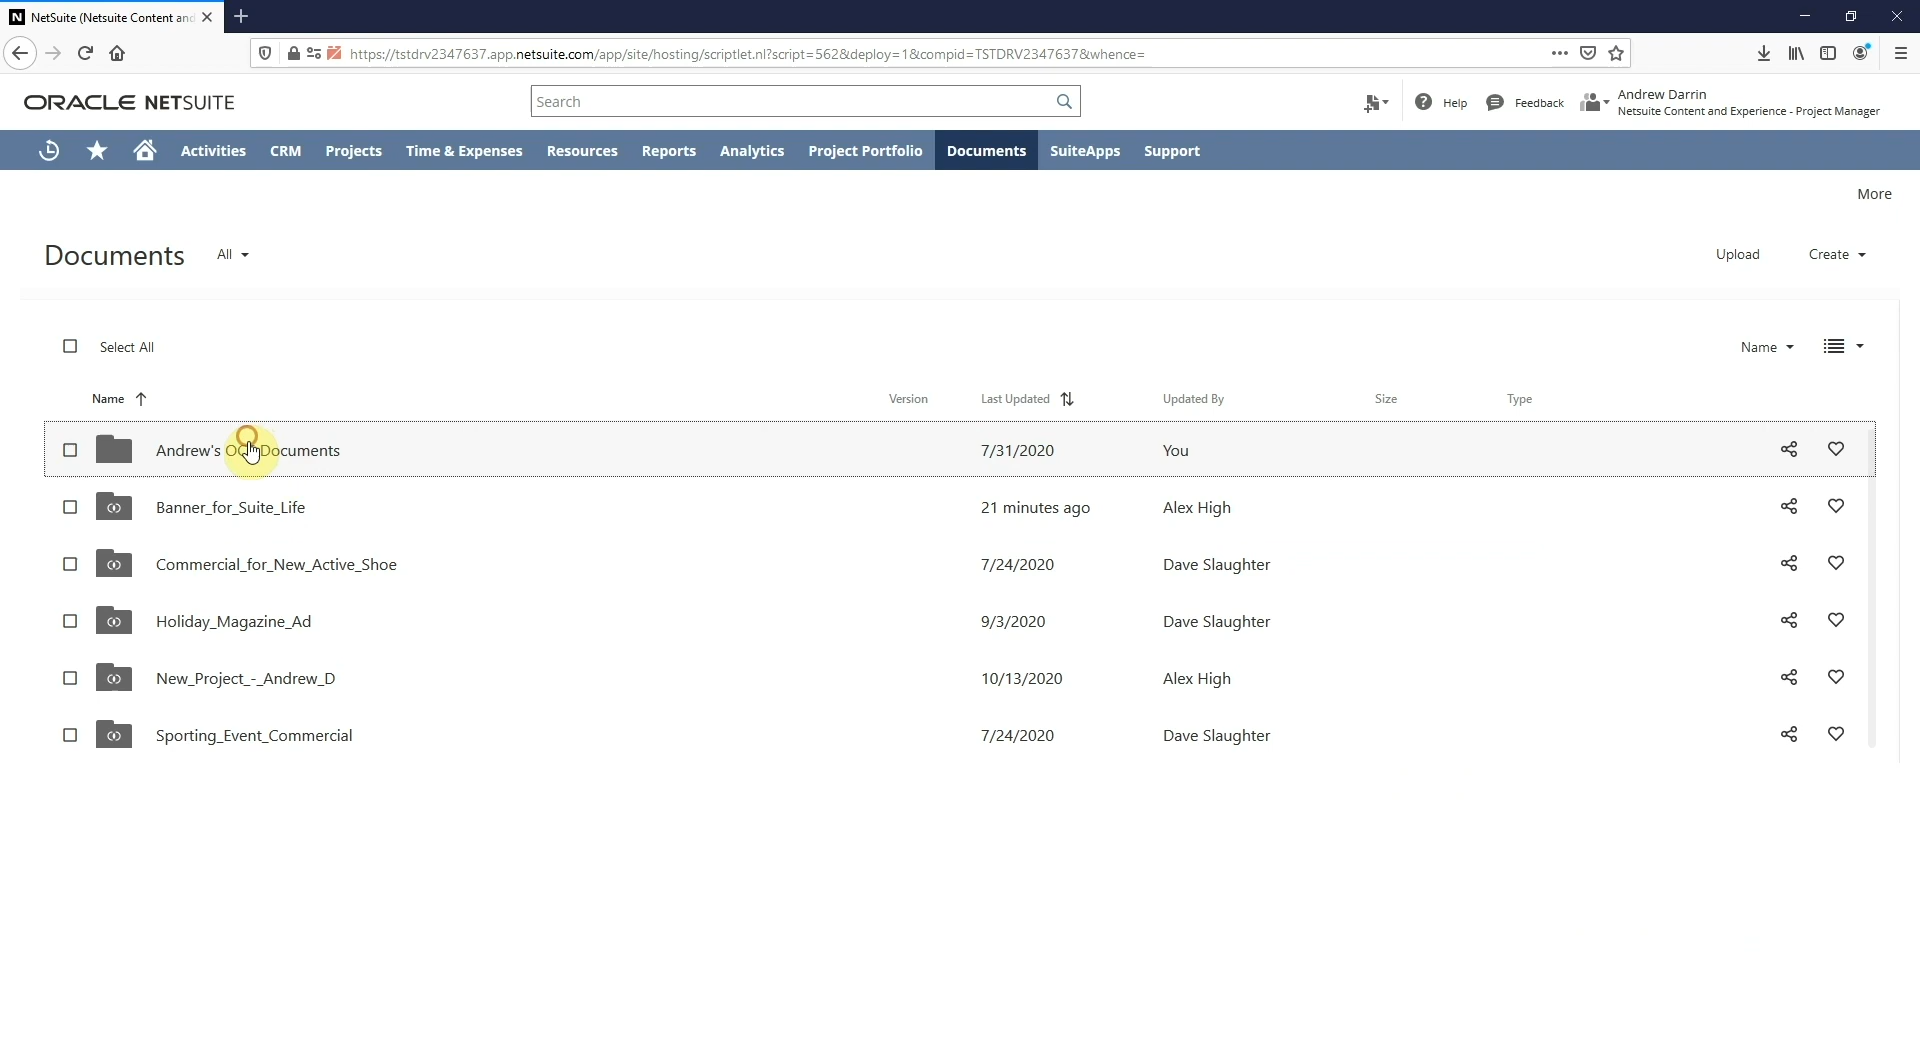 NetSuite (Netsuite Content and
https://tstdrv2347637.app.netsuite.com/app/site/hosting/scriptlet.nl?script=562&deploy=1&compid=TSTDRV2347637&whence=
ORACLE NETSUITE
Search
Help
Feedback
Andrew Darrin
Netsuite Content and Experience - Project Manager
Activities CRM Projects Time & Expenses Resources Reports Analytics Project Portfolio Documents SuiteApps Support
More
Documents All Upload Create
Select All Name
Name Version Last Updated Updated By Size Type
Andrew's Documents 7/31/2020 You
Banner_for_Suite_Life 21 minutes ago Alex High
Commercial_for_New_Active_Shoe 7/24/2020 Dave Slaughter
Holiday_Magazine_Ad 9/3/2020 Dave Slaughter
New_Project_-_Andrew_D 10/13/2020 Alex High
Sporting_Event_Commercial 7/24/2020 Dave Slaughter